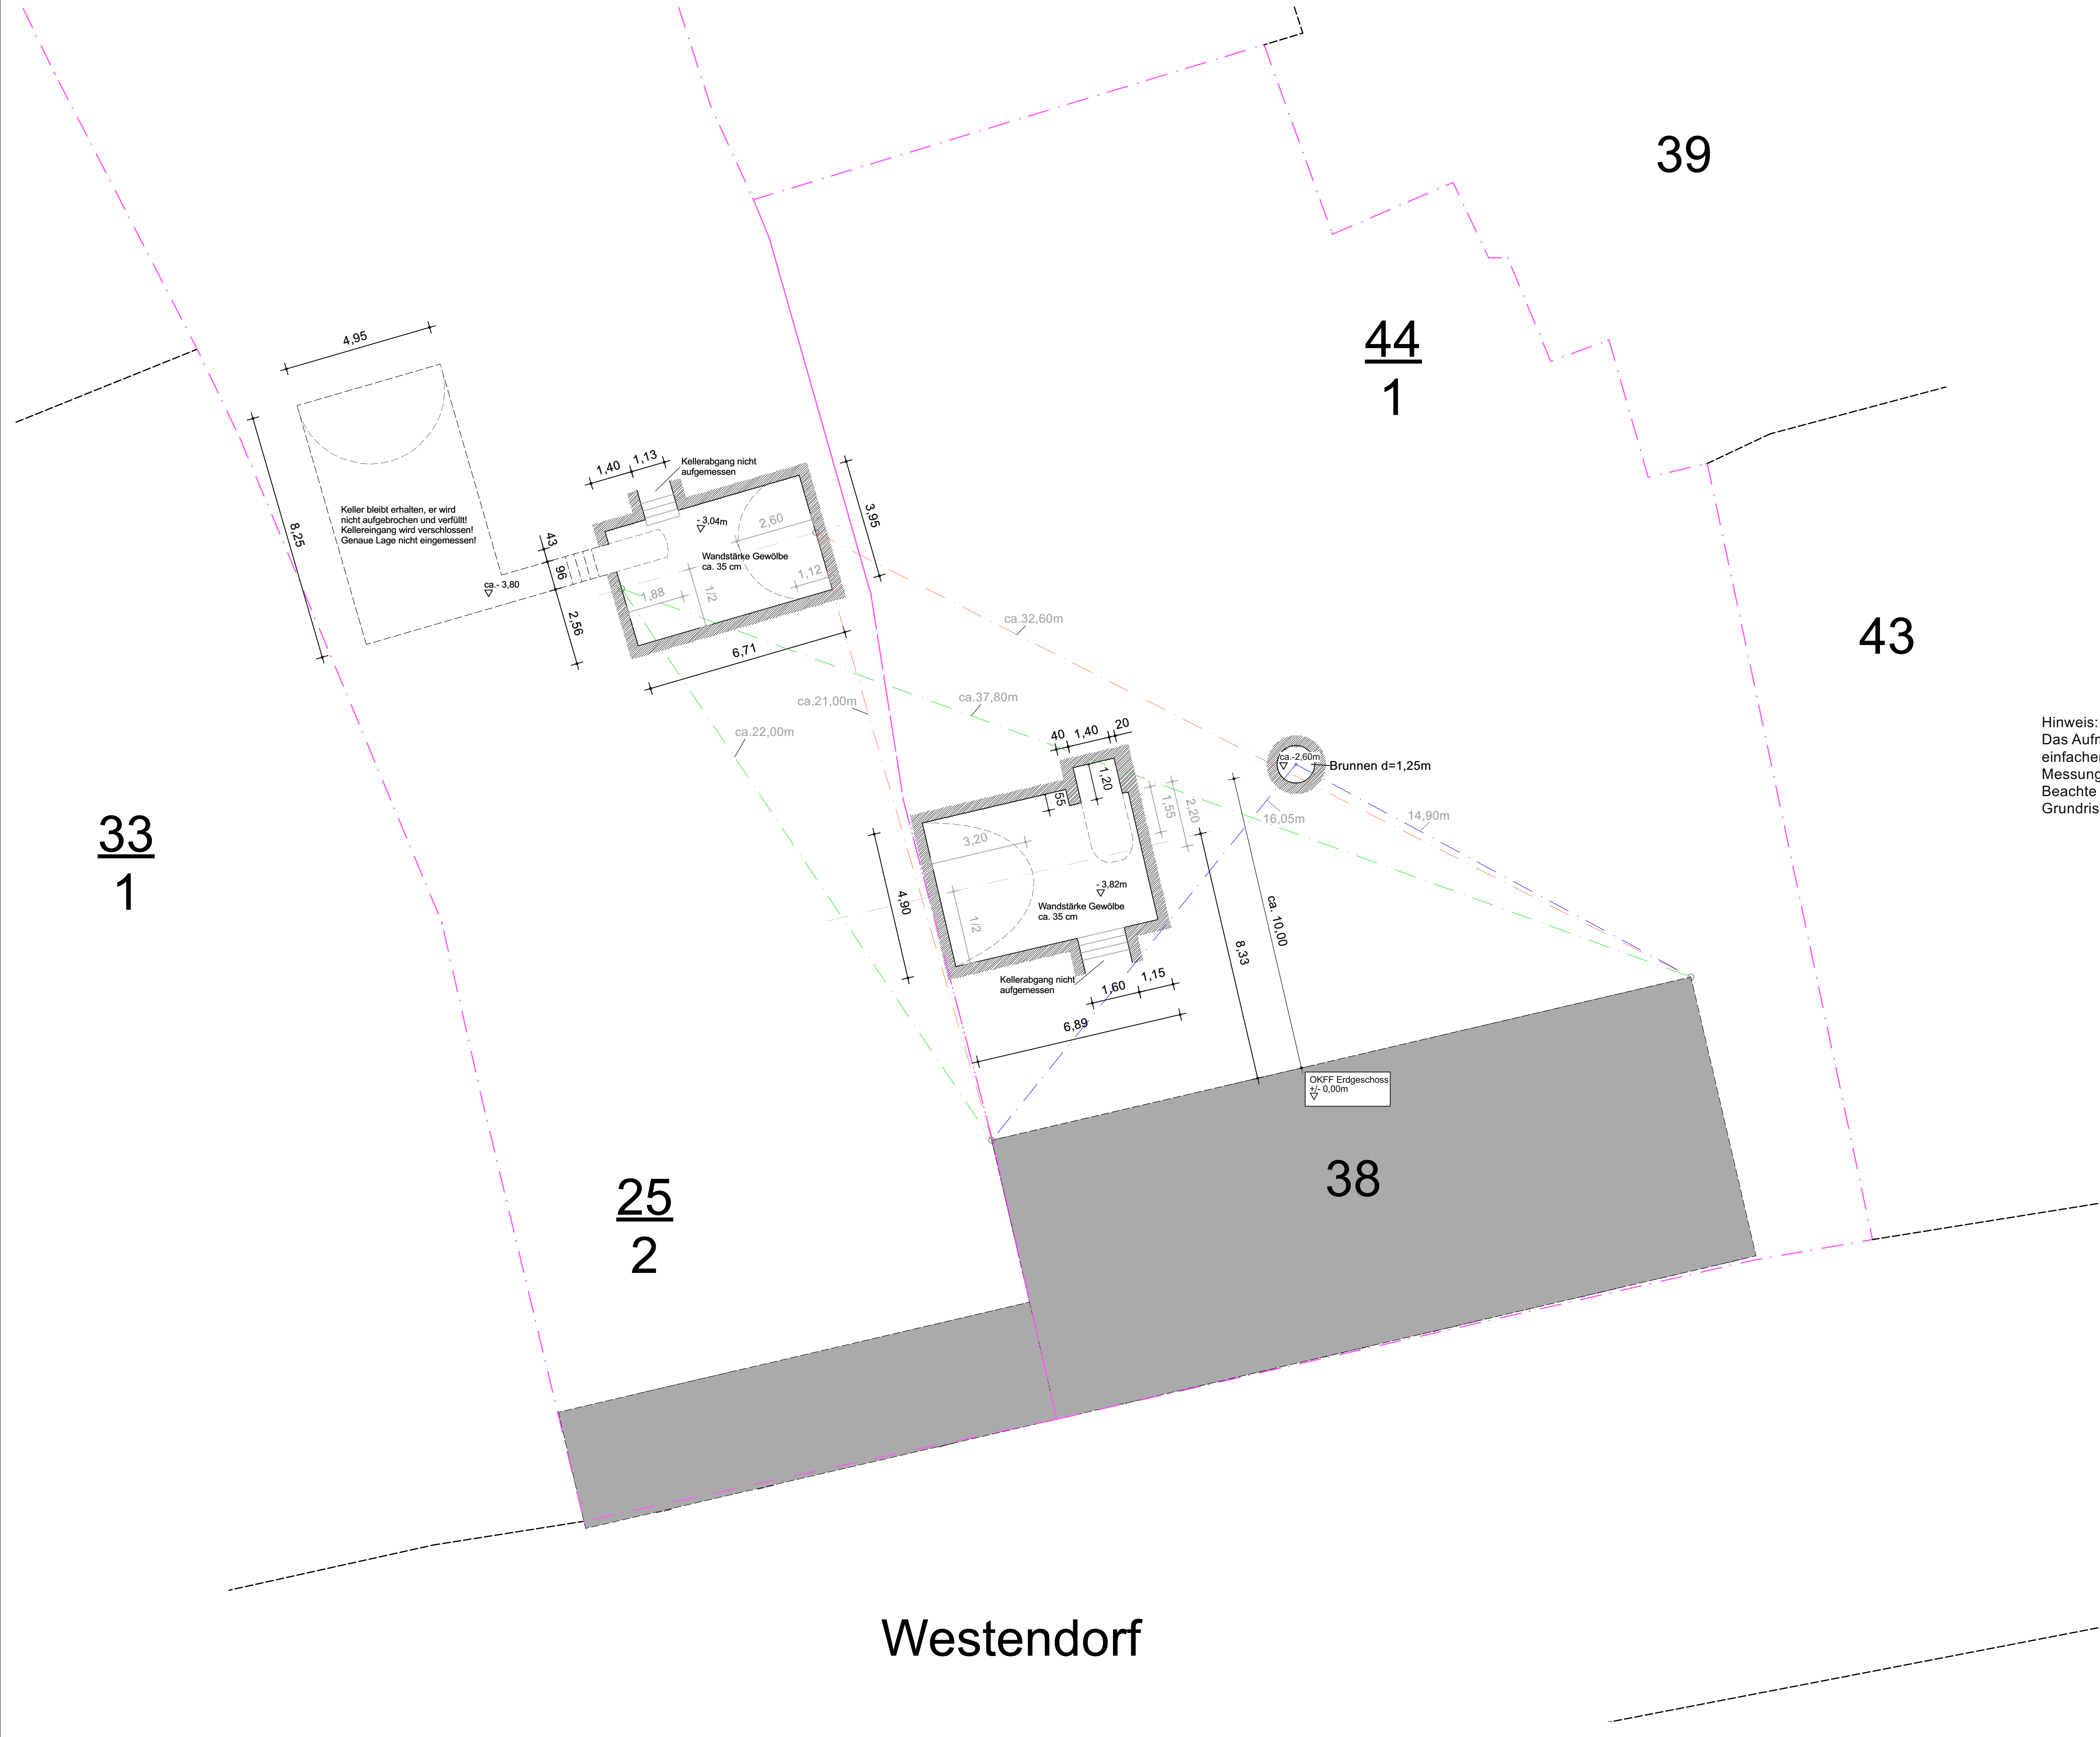 39
44
1
4,95
8,25
Keller bleibt erhalten, er wird
nicht aufgebrochen und verfüllt!
Kellereingang wird verschlossen!
Genaue Lage nicht eingemessen!
1,40
1,13
Kellerabgang nicht
aufgemessen
- 3,04m
2,60
3,95
43
96
2,56
ca.- 3,80
Wandstärke Gewölbe
ca. 35 cm
1,12
1,88
1/2
6,71
ca.32,60m
43
ca.21,00m
ca.37,80m
ca.22,00m
40
1,40
20
1,20
55
1,55
2,20
ca.-2,60m
Brunnen d=1,25m
16,05m
14,90m
Hinweis:
einfacher
Messung
Beachte
33
1
3,20
4,90
1/2
- 3,82m
Wandstärke Gewölbe
ca. 35 cm
8,33
ca. 10,00
Kellerabgang nicht
aufgemessen
1,60
1,15
6,89
OKFF Erdgeschoss
+/- 0,00m
38
25
2
Westendorf